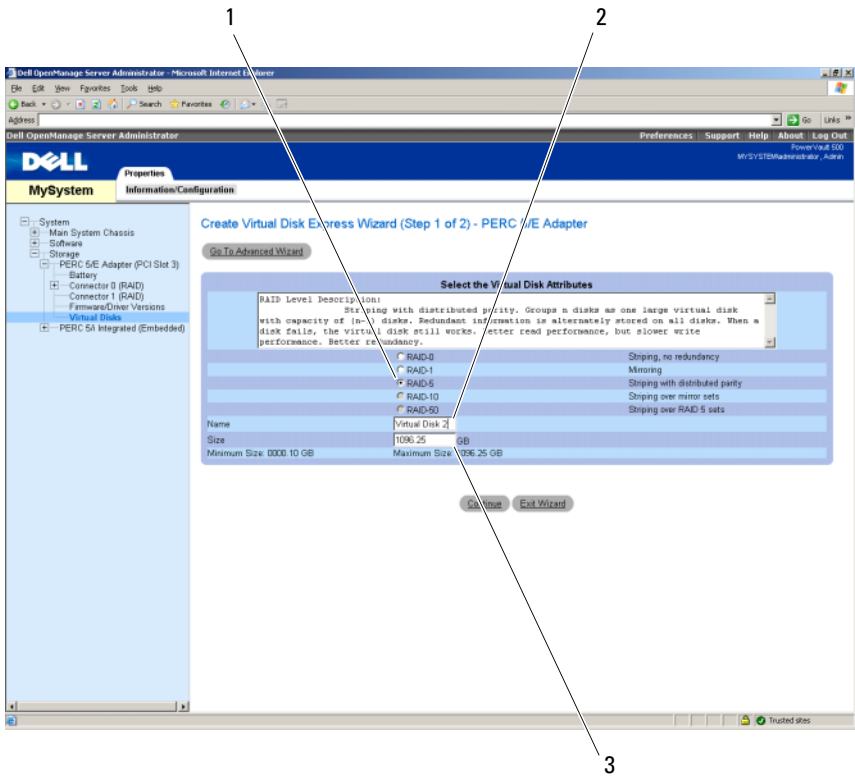 1 2
Dell OpenManage Server Administrator - Microsoft Internet Explorer
File Edit View Favorites Tools Help
Back Search Favorites
Address Go Links »
Dell OpenManage Server Administrator Preferences Support Help About Log Out
DELL
PowerVault 500
MYSYSTEM\administrator, Admin
Properties
MySystem Information/Configuration
System
Main System Chassis
Software
Storage
PERC 5/E Adapter (PCI Slot 3)
Battery
Connector 0 (RAID)
Connector 1 (RAID)
Firmware/Driver Versions
Virtual Disks
PERC 5/i Integrated (Embedded)
Create Virtual Disk Express Wizard (Step 1 of 2) - PERC 5/E Adapter
Go To Advanced Wizard
Select the Virtual Disk Attributes
RAID Level Description:
Striping with distributed parity. Groups n disks as one large virtual disk
with capacity of (n-1) disks. Redundant information is alternately stored on all disks. When a
disk fails, the virtual disk still works. Better read performance, but slower write
performance. Better redundancy.
RAID-0 Striping, no redundancy
RAID-1 Mirroring
RAID-5 Striping with distributed parity
RAID-10 Striping over mirror sets
RAID-50 Striping over RAID 5 sets
Name Virtual Disk 2
Size 1096.25 GB
Minimum Size: 0000.10 GB Maximum Size: 1096.25 GB
Continue Exit Wizard
Trusted sites
3